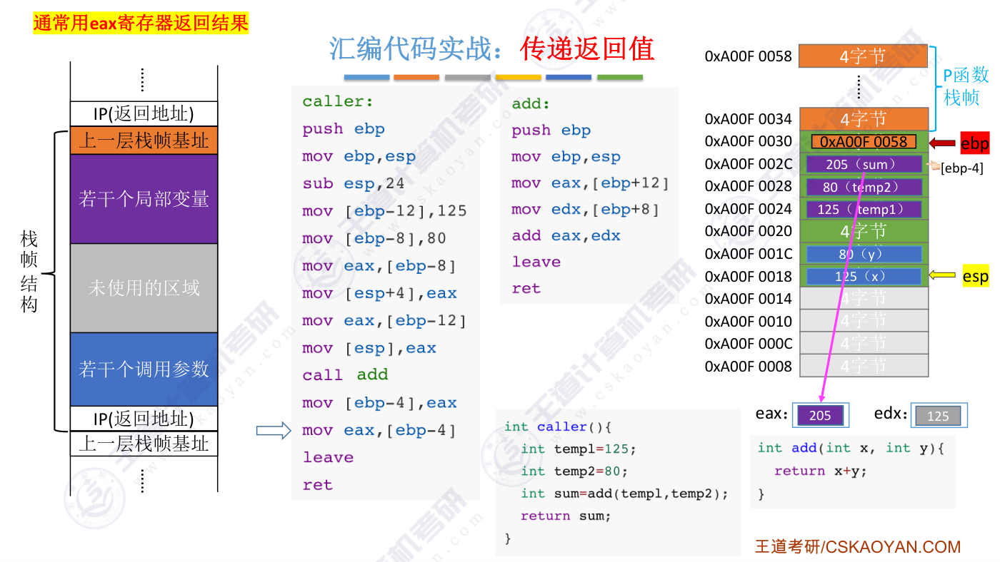 通常用eax寄存器返回结果
汇编代码实战：传递返回值
IP(返回地址)
上一层栈帧基址
若干个局部变量
未使用的区域
若干个调用参数
IP(返回地址)
上一层栈帧基址
栈帧结构
caller:
push ebp
mov ebp,esp
sub esp,24
mov [ebp-12],125
mov [ebp-8],80
mov eax,[ebp-8]
mov [esp+4],eax
mov eax,[ebp-12]
mov [esp],eax
call add
mov [ebp-4],eax
mov eax,[ebp-4]
leave
ret
add:
push ebp
mov ebp,esp
mov eax,[ebp+12]
mov edx,[ebp+8]
add eax,edx
leave
ret
int caller(){
int temp1=125;
int temp2=80;
int sum=add(temp1,temp2);
return sum;
}
0xA00F 0058 4字节
P函数
栈帧
0xA00F 0034 4字节
0xA00F 0030 0xA00F 0058 ebp
0xA00F 002C 205（sum） [ebp-4]
0xA00F 0028 80（temp2）
0xA00F 0024 125（temp1）
0xA00F 0020 4字节
0xA00F 001C 80（y）
0xA00F 0018 125（x） esp
0xA00F 0014 4字节
0xA00F 0010 4字节
0xA00F 000C 4字节
0xA00F 0008 4字节
eax: 205 edx: 125
int add(int x, int y){
return x+y;
}
王道考研/CSKAOYAN.COM